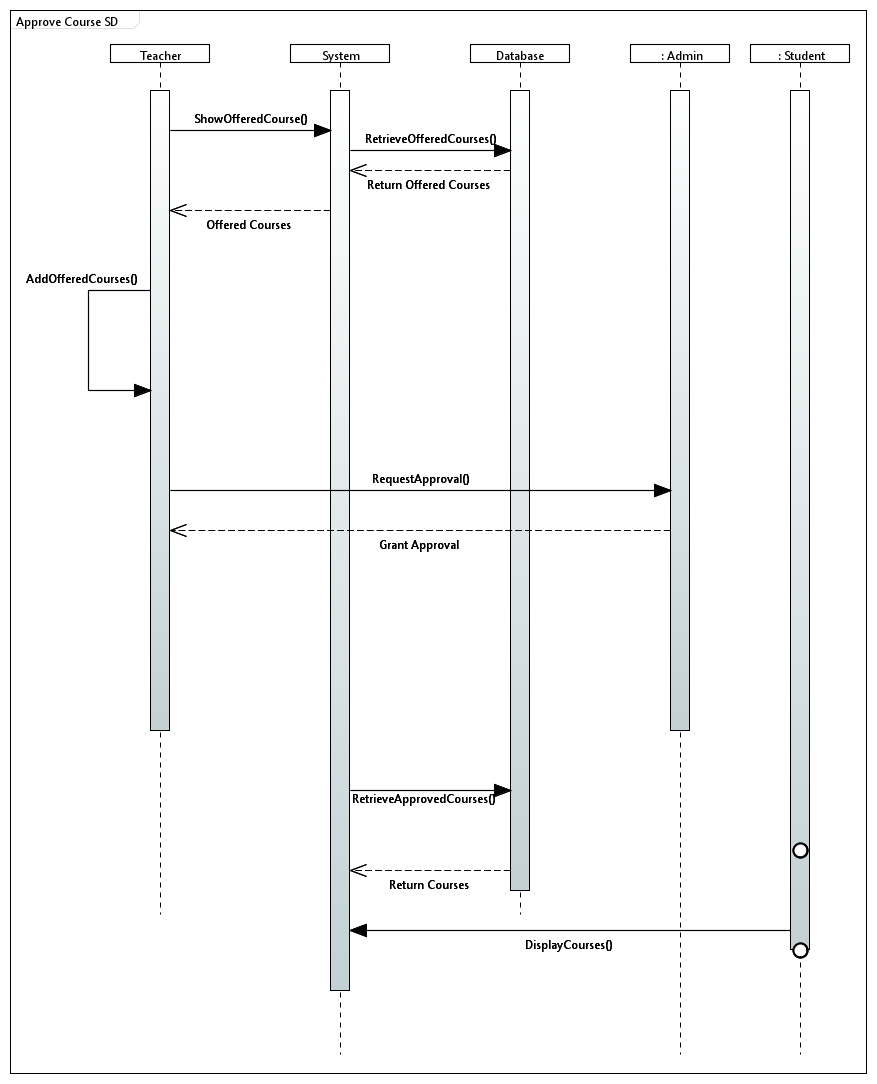 Approve Course SD
Teacher
System
Database
: Admin
: Student
ShowOfferedCourse()
RetrieveOfferedCourses()
Return Offered Courses
Offered Courses
AddOfferedCourses()
RequestApproval()
Grant Approval
RetrieveApprovedCourses()
Return Courses
DisplayCourses()